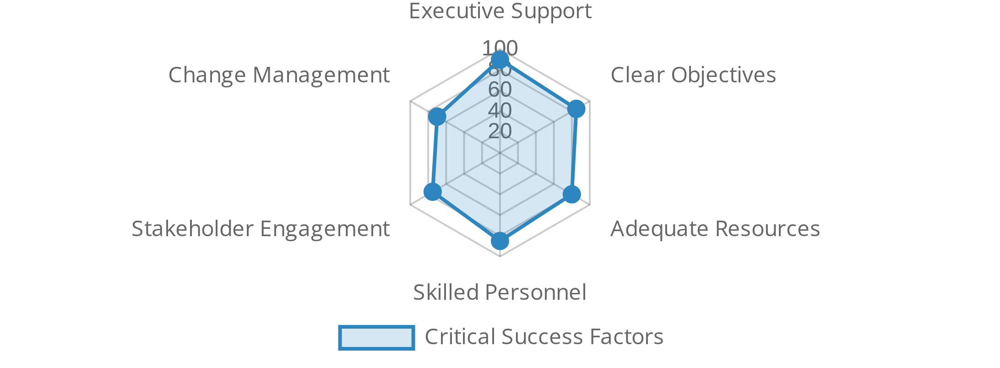 Executive Support
100
80
60
40
20
Change Management
Clear Objectives
Stakeholder Engagement
Adequate Resources
Skilled Personnel
Critical Success Factors